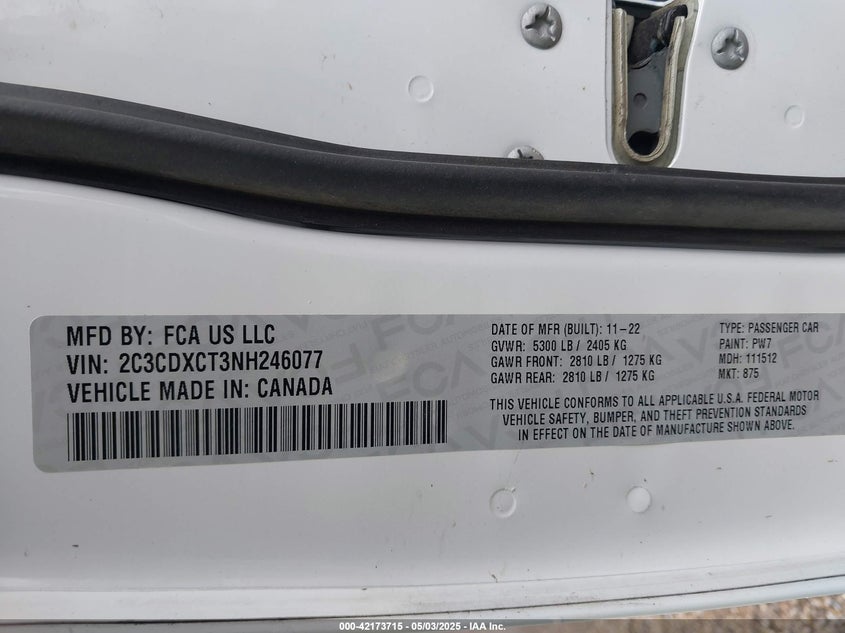 MFD BY: FCA US LLC
VIN: 2C3CDXCT3NH246077
VEHICLE MADE IN: CANADA
DATE OF MFR (BUILT): 11-22
GVWR: 5300 LB / 2405 KG
GAWR FRONT: 2810 LB / 1275 KG
GAWR REAR: 2810 LB / 1275 KG
TYPE: PASSENGER CAR
PAINT: PW7
MDH: 111512
MKT: 875
THIS VEHICLE CONFORMS TO ALL APPLICABLE U.S.A. FEDERAL MOTOR
VEHICLE SAFETY, BUMPER, AND THEFT PREVENTION STANDARDS
IN EFFECT ON THE DATE OF MANUFACTURE SHOWN ABOVE.
000-42173715 - 05/03/2025 - IAA Inc.